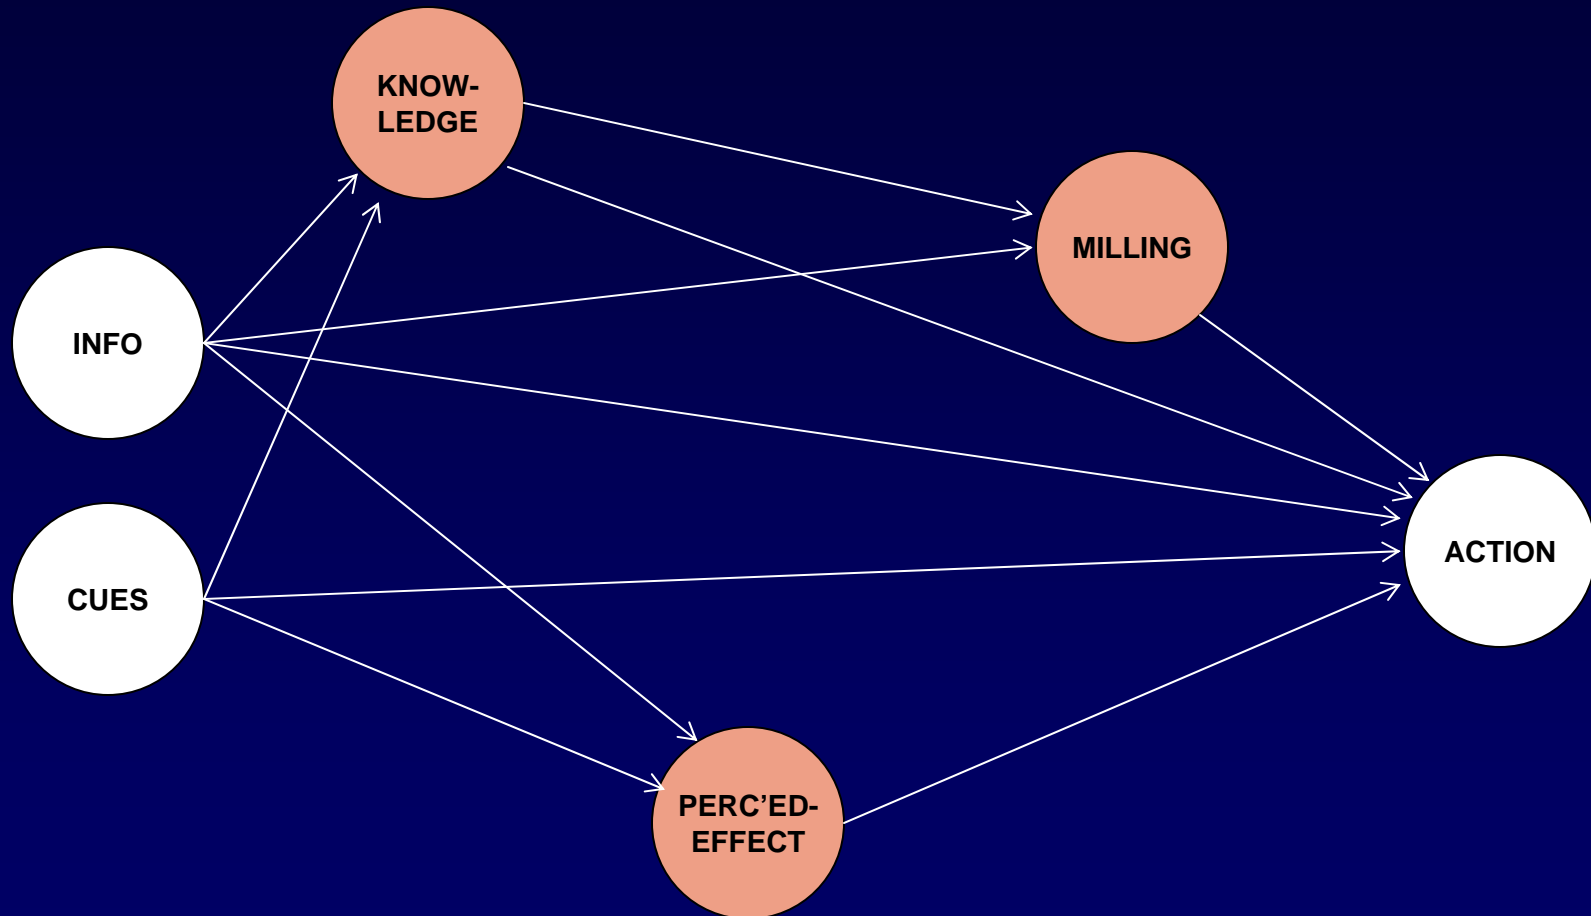 KNOW-
LEDGE
MILLING
INFO
ACTION
CUES
PERC’ED-
EFFECT